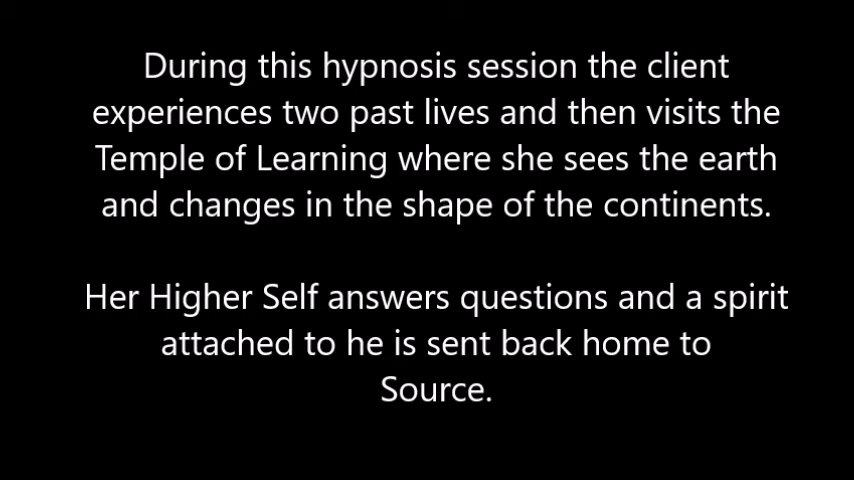 During this hypnosis session the client
experiences two past lives and then visits the
Temple of Learning where she sees the earth
and changes in the shape of the continents.
Her Higher Self answers questions and a spirit
attached to he is sent back home to
Source.